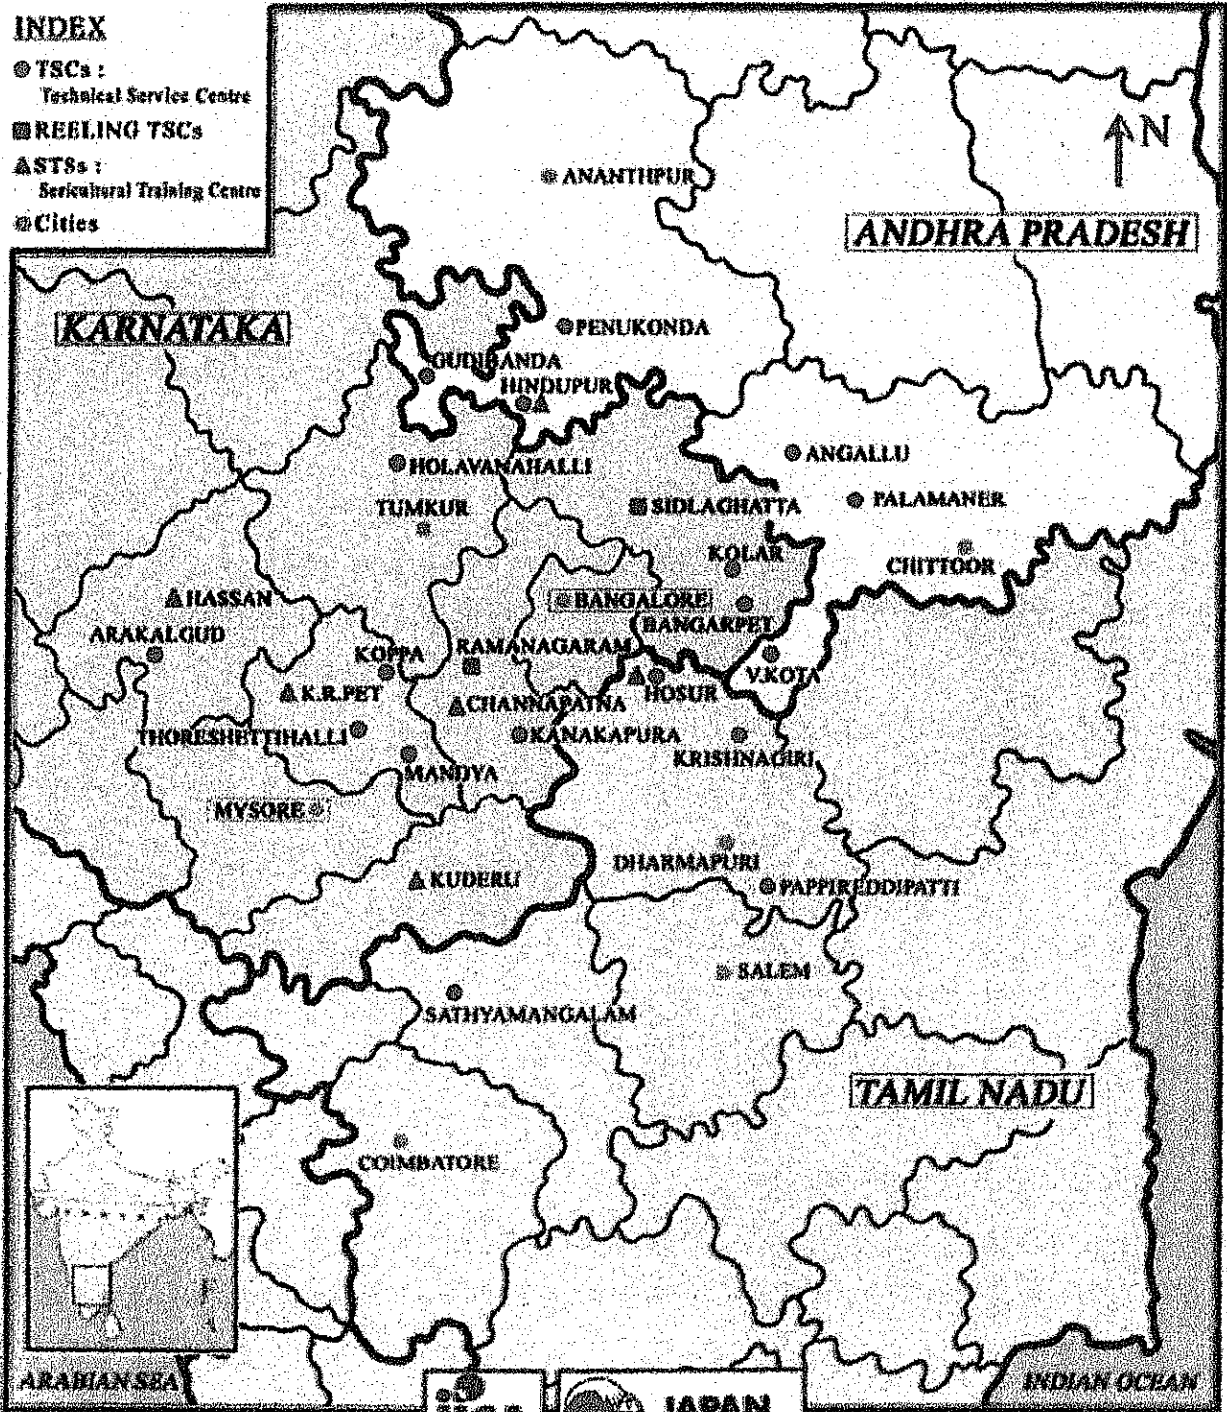 INDEX
TSCs :
Technical Service Centre
REELING TSCs
STSs :
Sericultural Training Centre
Cities
N
ANANTHPUR
ANDHRA PRADESH
KARNATAKA
PENUKONDA
GUDIBANDA
HINDUPUR
ANGALLU
HOLAVANAHALLI
PALAMANER
TUMKUR
SIDLAGHATTA
KOLAR
CHITTOOR
HASSAN
BANGALORE
BANGARPET
ARAKALGUD
KOPPA
RAMANAGARAM
V.KOTA
K.R.PET
HOSUR
CHANNAPATNA
THORESHETTIHALLI
KANAKAPURA
KRISHNAGIRI
MANDYA
MYSORE
DHARMAPURI
KUDERU
PAPPIREDDIPATTI
SALEM
SATHYAMANGALAM
TAMIL NADU
COIMBATORE
ARABIAN SEA
INDIAN OCEAN
JAPAN